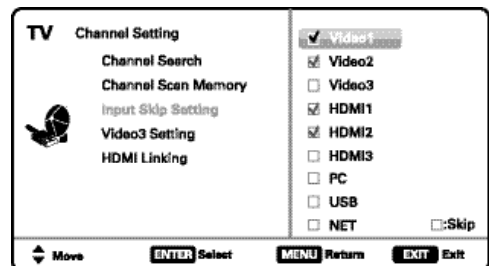 TV Channel Setting
Channel Search
Channel Scan Memory
Input Skip Setting
Video3 Setting
HDMI Linking
Video1
Video2
Video3
HDMI1
HDMI2
HDMI3
PC
USB
NET
:Skip
Move ENTER Select MENU Return EXIT Exit